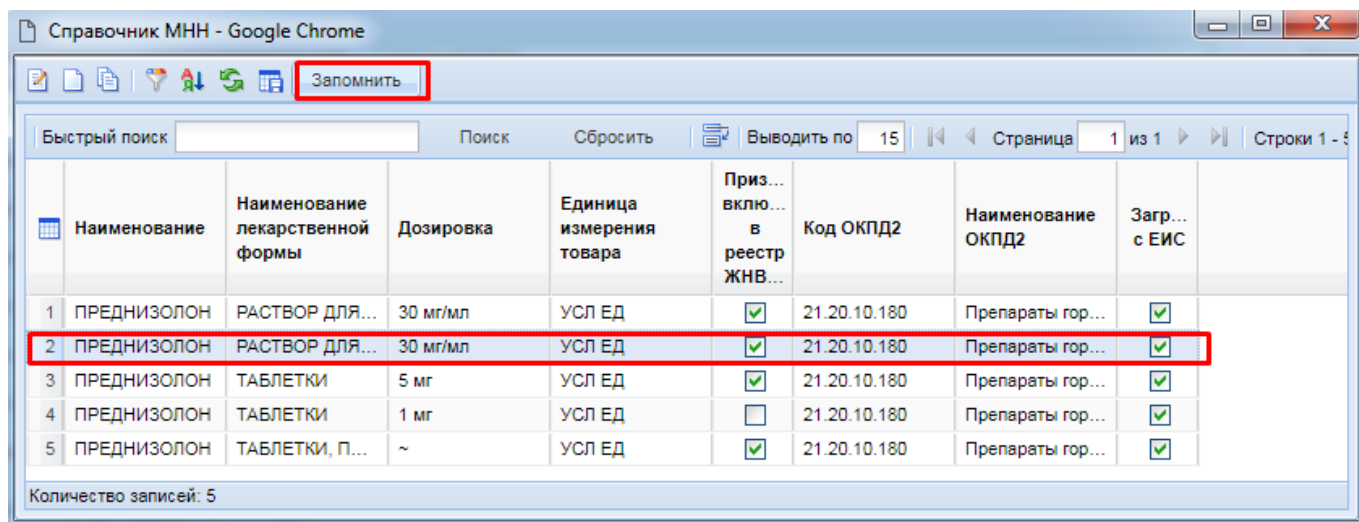 Справочник МНН - Google Chrome
Запомнить
Быстрый поиск Поиск Сбросить Выводить по 15 Страница 1 из 1 Строки 1 - 5
Наименование Наименование лекарственной формы Дозировка Единица измерения товара Приз... вклю... в реестр ЖНВ... Код ОКПД2 Наименование ОКПД2 Загр... с ЕИС
1 ПРЕДНИЗОЛОН РАСТВОР ДЛЯ... 30 мг/мл УСЛ ЕД 21.20.10.180 Препараты гор...
2 ПРЕДНИЗОЛОН РАСТВОР ДЛЯ... 30 мг/мл УСЛ ЕД 21.20.10.180 Препараты гор...
3 ПРЕДНИЗОЛОН ТАБЛЕТКИ 5 мг УСЛ ЕД 21.20.10.180 Препараты гор...
4 ПРЕДНИЗОЛОН ТАБЛЕТКИ 1 мг УСЛ ЕД 21.20.10.180 Препараты гор...
5 ПРЕДНИЗОЛОН ТАБЛЕТКИ, П... ~ УСЛ ЕД 21.20.10.180 Препараты гор...
Количество записей: 5